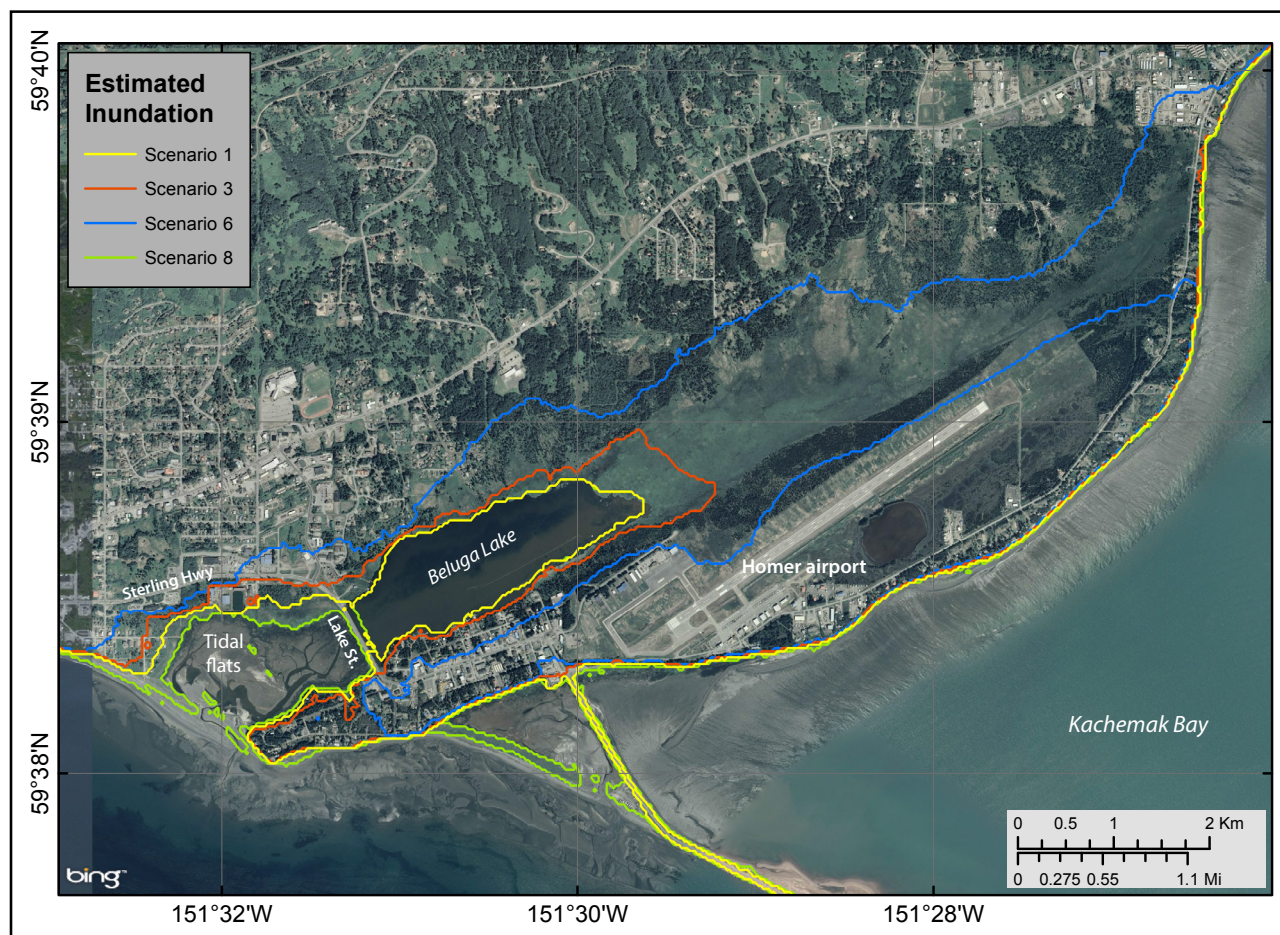 59°40'N
59°39'N
59°38'N
Estimated
Inundation
Scenario 1
Scenario 3
Scenario 6
Scenario 8
Sterling Hwy
Tidal
flats
Lake St.
Beluga Lake
Homer airport
Kachemak Bay
0 0.5 1 2 Km
0 0.275 0.55 1.1 Mi
bing™
151°32'W 151°30'W 151°28'W